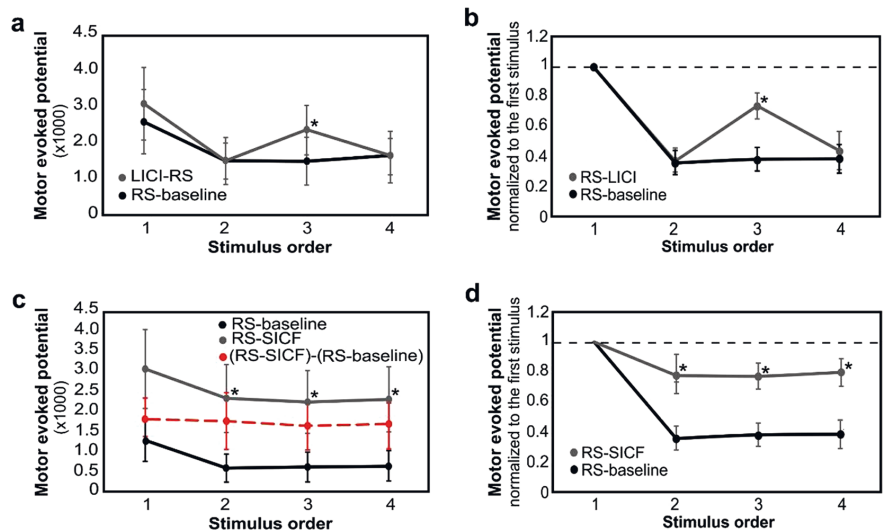 a
Motor evoked potential
(x1000)
4.5
4.0
3.0
2.0
1.0
0
LICI-RS
RS-baseline
*
1 2 3 4
Stimulus order
b
Motor evoked potential
normalized to the first stimulus
1.2
1
0.8
0.6
0.4
0.2
0
RS-LICI
RS-baseline
*
1 2 3 4
Stimulus order
c
Motor evoked potential
(x1000)
4.5
4.0
3.5
3.0
2.5
2.0
1.5
1.0
0.5
0
RS-baseline
RS-SICF
(RS-SICF)-(RS-baseline)
* * *
1 2 3 4
Stimulus order
d
Motor evoked potential
normalized to the first stimulus
1.2
1
0.8
0.6
0.4
0.2
0
* * *
RS-SICF
RS-baseline
1 2 3 4
Stimulus order